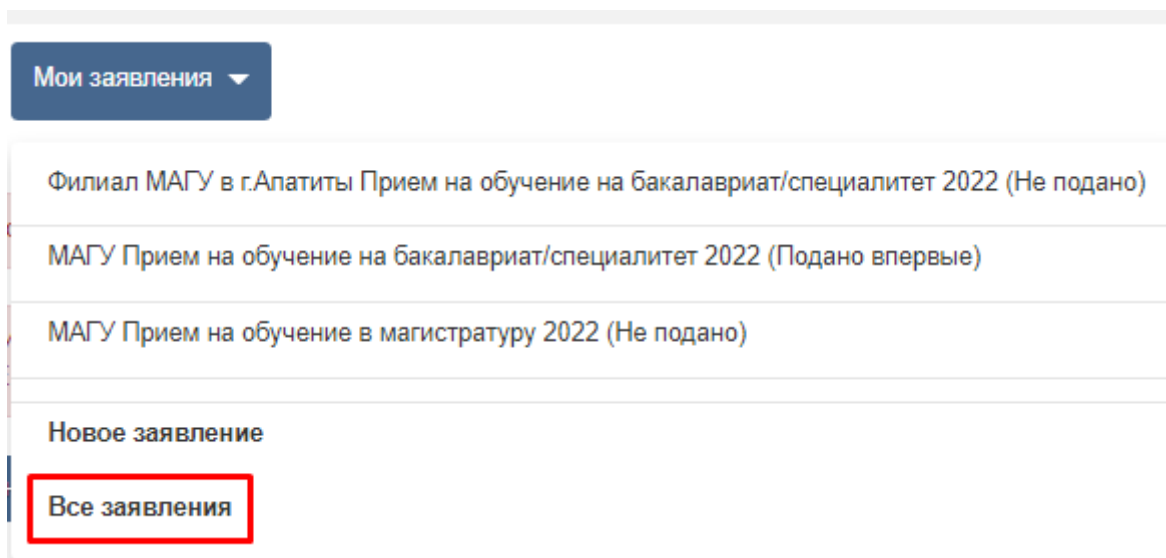 Мои заявления
Филиал МАГУ в г.Апатиты Прием на обучение на бакалавриат/специалитет 2022 (Не подано)
МАГУ Прием на обучение на бакалавриат/специалитет 2022 (Подано впервые)
МАГУ Прием на обучение в магистратуру 2022 (Не подано)
Новое заявление
Все заявления